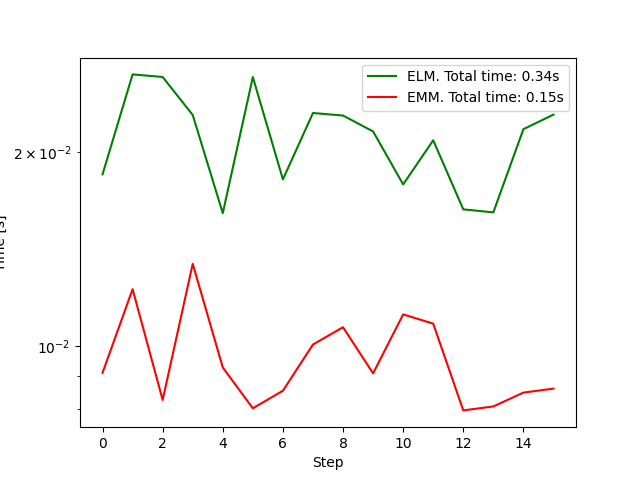 ELM. Total time: 0.34s
EMM. Total time: 0.15s
2 × 10⁻²
10⁻²
0 2 4 6 8 10 12 14
Step